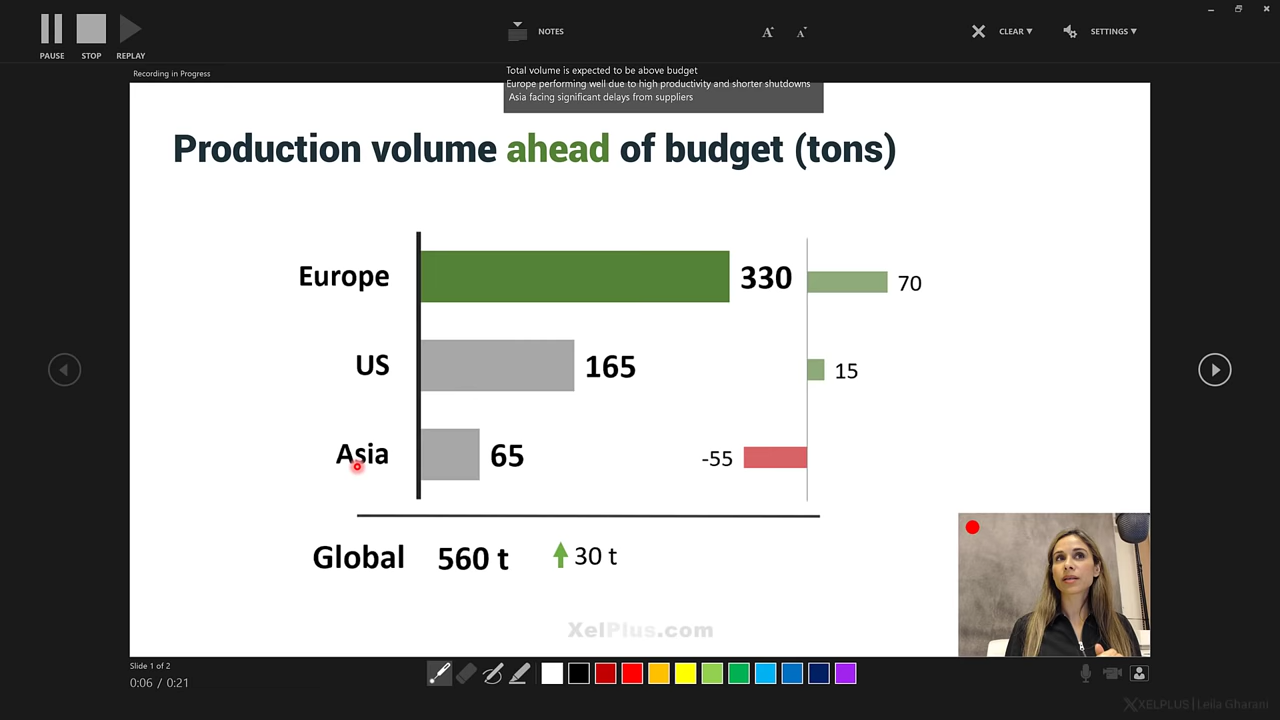 NOTES
CLEAR
SETTINGS
PAUSE
STOP
REPLAY
Recording in Progress
Total volume is expected to be above budget
Europe performing well due to high productivity and shorter shutdowns
Asia facing significant delays from suppliers
Production volume ahead of budget (tons)
Europe 330 70
US 165 15
Asia 65 -55
Global 560 t 30 t
XelPlus.com
Slide 1 of 2
0:06 / 0:21
XELPLUS | Leila Gharani